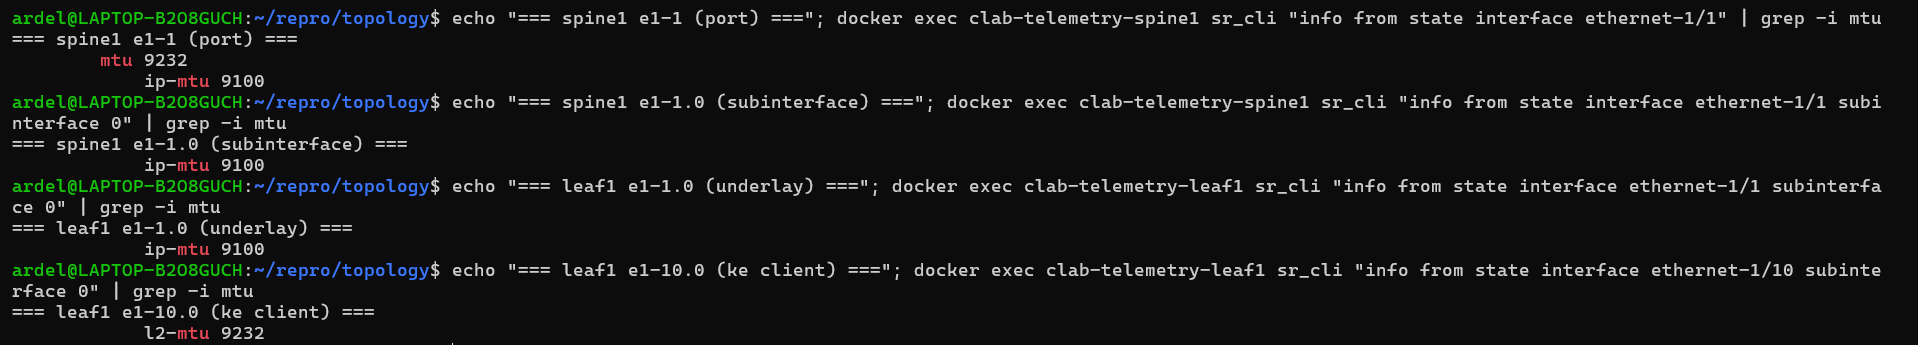 ardel@LAPTOP-B2O8GUCH:~/repro/topology$ echo "=== spine1 e1-1 (port) ==="; docker exec clab-telemetry-spine1 sr_cli "info from state interface ethernet-1/1" | grep -i mtu
=== spine1 e1-1 (port) ===
        mtu 9232
            ip-mtu 9100
ardel@LAPTOP-B2O8GUCH:~/repro/topology$ echo "=== spine1 e1-1.0 (subinterface) ==="; docker exec clab-telemetry-spine1 sr_cli "info from state interface ethernet-1/1 subi
nterface 0" | grep -i mtu
=== spine1 e1-1.0 (subinterface) ===
            ip-mtu 9100
ardel@LAPTOP-B2O8GUCH:~/repro/topology$ echo "=== leaf1 e1-1.0 (underlay) ==="; docker exec clab-telemetry-leaf1 sr_cli "info from state interface ethernet-1/1 subinterfa
ce 0" | grep -i mtu
=== leaf1 e1-1.0 (underlay) ===
            ip-mtu 9100
ardel@LAPTOP-B2O8GUCH:~/repro/topology$ echo "=== leaf1 e1-10.0 (ke client) ==="; docker exec clab-telemetry-leaf1 sr_cli "info from state interface ethernet-1/10 subinte
rface 0" | grep -i mtu
=== leaf1 e1-10.0 (ke client) ===
            l2-mtu 9232